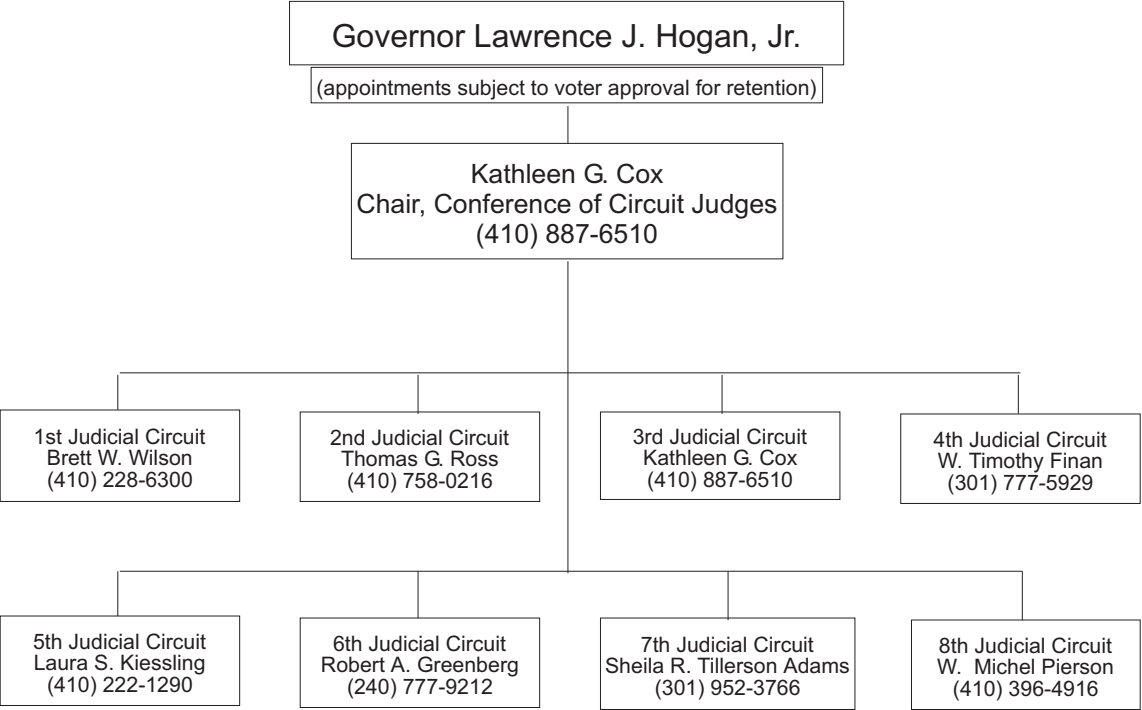 Governor Lawrence J. Hogan, Jr.
(appointments subject to voter approval for retention)
Kathleen G. Cox
Chair, Conference of Circuit Judges
(410) 887-6510
1st Judicial Circuit
Brett W. Wilson
(410) 228-6300
2nd Judicial Circuit
Thomas G. Ross
(410) 758-0216
3rd Judicial Circuit
Kathleen G. Cox
(410) 887-6510
4th Judicial Circuit
W. Timothy Finan
(301) 777-5929
5th Judicial Circuit
Laura S. Kiessling
(410) 222-1290
6th Judicial Circuit
Robert A. Greenberg
(240) 777-9212
7th Judicial Circuit
Sheila R. Tillerson Adams
(301) 952-3766
8th Judicial Circuit
W. Michel Pierson
(410) 396-4916